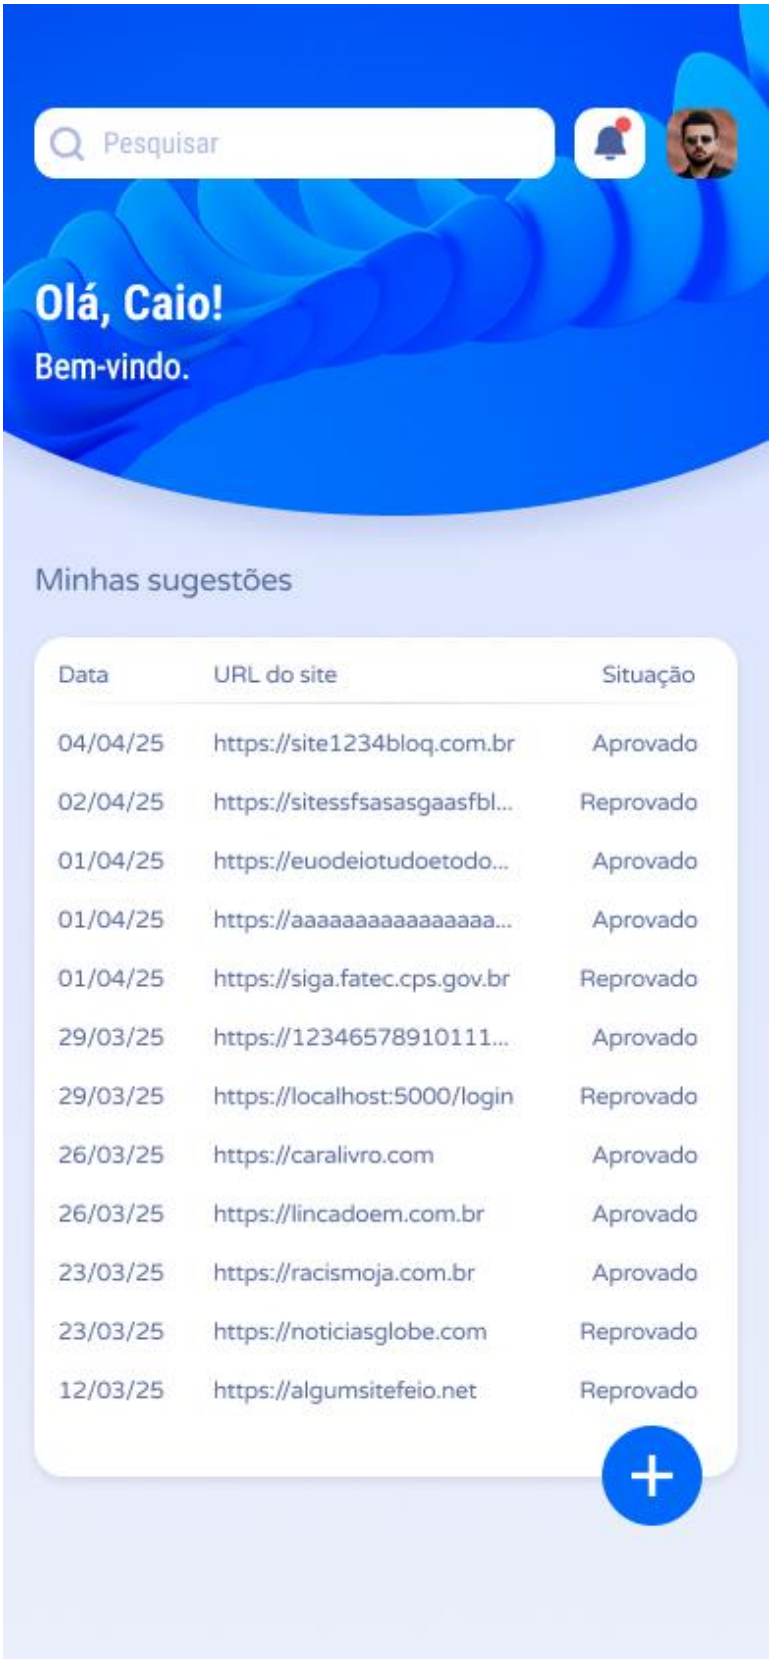 Pesquisar
Olá, Caio!
Bem-vindo.
Minhas sugestões
Data URL do site Situação
04/04/25 https://site1234bloq.com.br Aprovado
02/04/25 https://sitessfsasasgaasfbl... Reprovado
01/04/25 https://euodeiotudoetodo... Aprovado
01/04/25 https://aaaaaaaaaaaaaaaa... Aprovado
01/04/25 https://siga.fatec.cps.gov.br Reprovado
29/03/25 https://12346578910111... Aprovado
29/03/25 https://localhost:5000/login Reprovado
26/03/25 https://caralivro.com Aprovado
26/03/25 https://lincadoem.com.br Aprovado
23/03/25 https://racismoja.com.br Aprovado
23/03/25 https://noticiasglobe.com Reprovado
12/03/25 https://algumsitefeio.net Reprovado